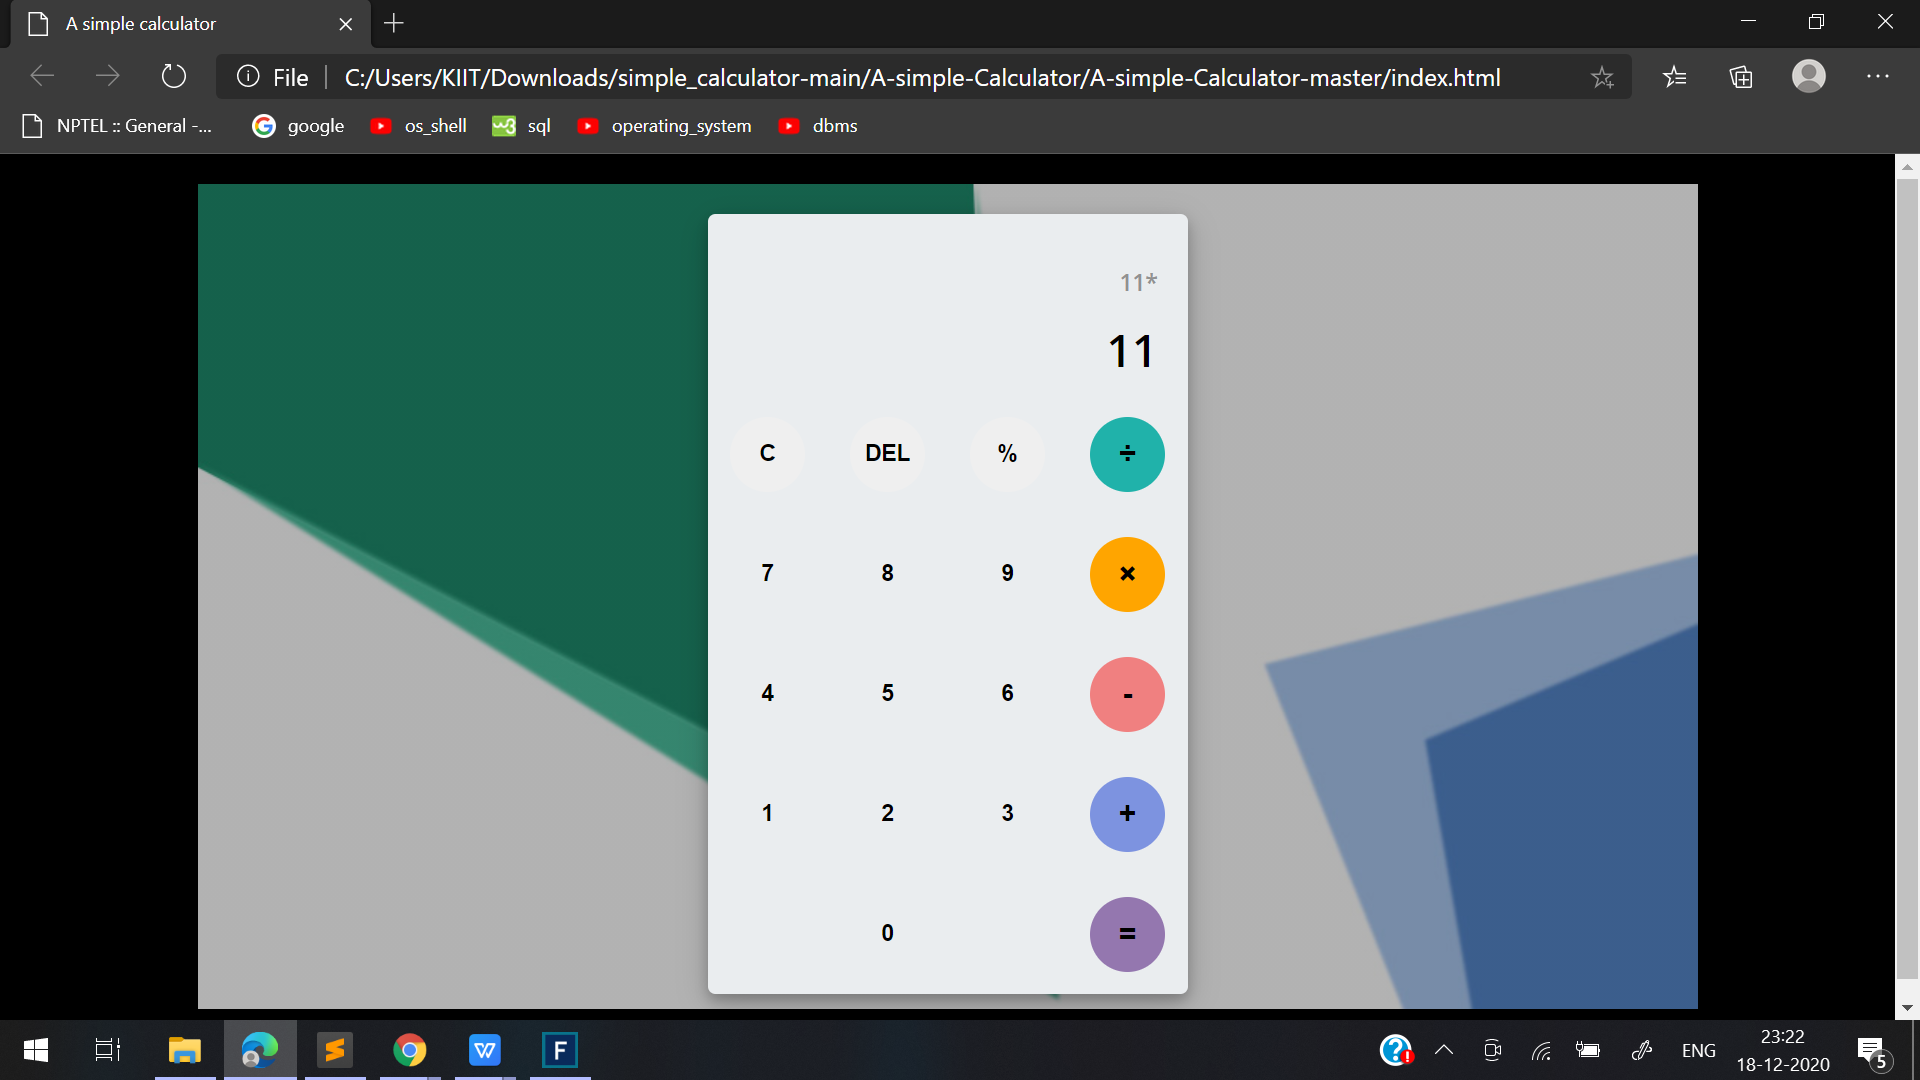 A simple calculator
File
C:/Users/KIIT/Downloads/simple_calculator-main/A-simple-Calculator/A-simple-Calculator-master/index.html
NPTEL :: General -... google os_shell sql operating_system dbms
11*
11
C DEL % ÷
7 8 9 ×
4 5 6 -
1 2 3 +
0 =
ENG
23:22
18-12-2020
5